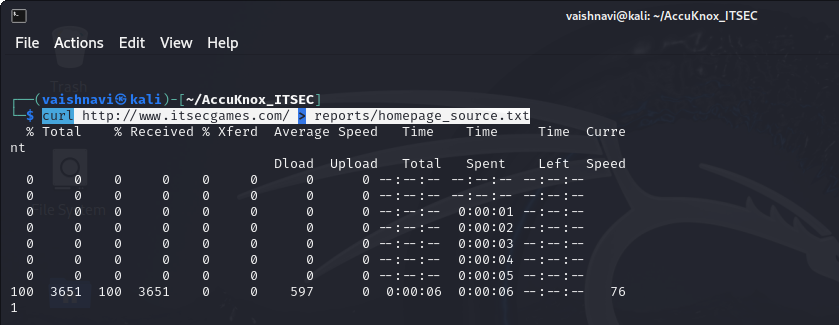 vaishnavi@kali: ~/AccuKnox_ITSEC
File Actions Edit View Help
Trash
┌──(vaishnavi㉿kali)-[~/AccuKnox_ITSEC]
└─$ curl http://www.itsecgames.com/ > reports/homepage_source.txt
% Total % Received % Xferd Average Speed Time Time Time Curre
nt
Dload Upload Total Spent Left Speed
0 0 0 0 0 0 0 0 --:--:-- --:--:-- --:--:--
0 0 0 0 0 0 0 0 --:--:-- --:--:-- --:--:--
0 0 0 0 0 0 0 0 --:--:-- 0:00:01 --:--:--
0 0 0 0 0 0 0 0 --:--:-- 0:00:02 --:--:--
File System
0 0 0 0 0 0 0 0 --:--:-- 0:00:03 --:--:--
0 0 0 0 0 0 0 0 --:--:-- 0:00:04 --:--:--
0 0 0 0 0 0 0 0 --:--:-- 0:00:05 --:--:--
100 3651 100 3651 0 0 597 0 0:00:06 0:00:06 --:--:-- 76
1